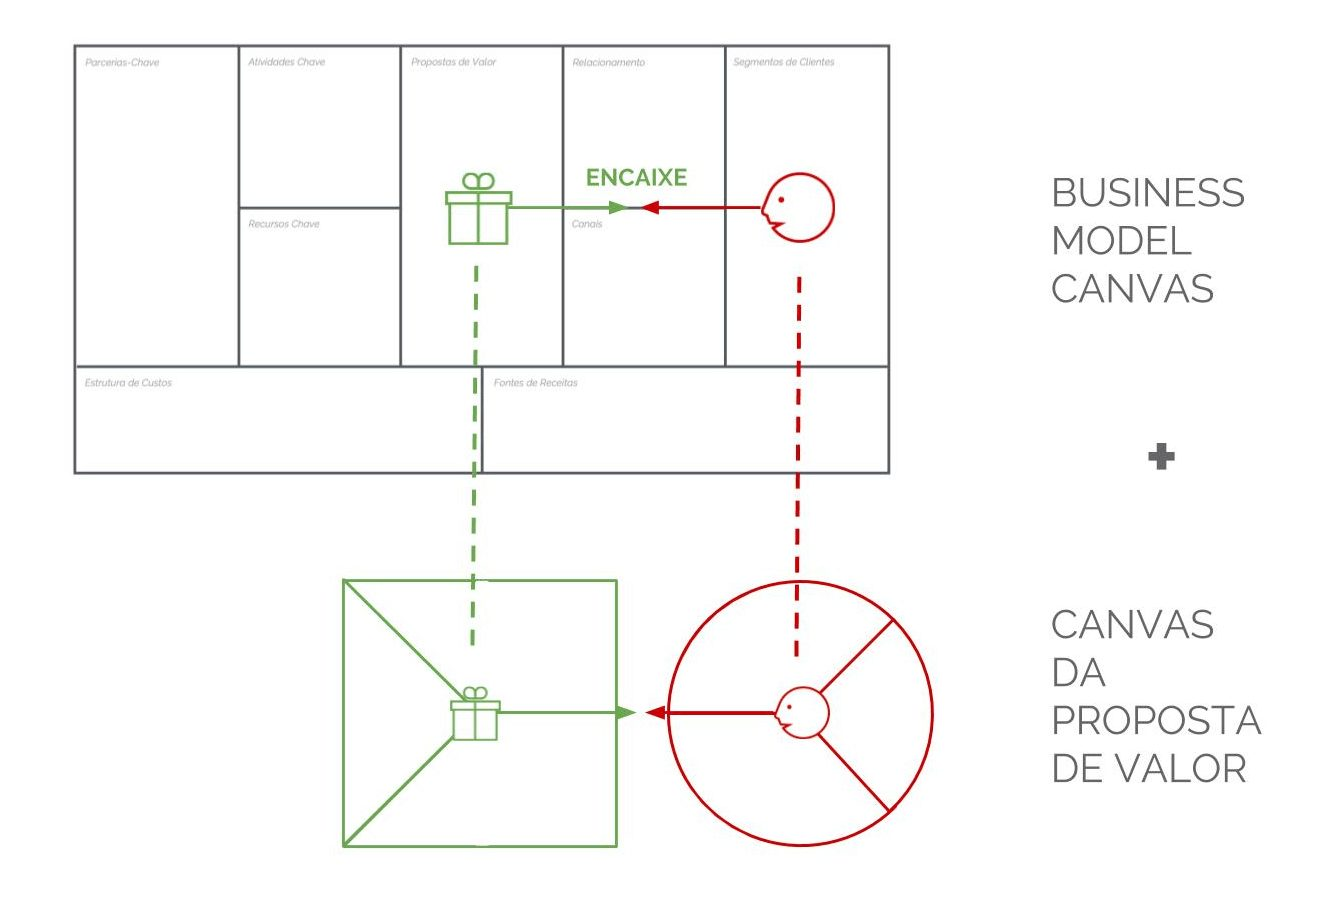 Parcerias-Chave
Atividades Chave
Propostas de Valor
Relacionamento
Segmentos de Clientes
ENCAIXE
Recursos Chave
Canais
Estrutura de Custos
Fontes de Receitas
BUSINESS
MODEL
CANVAS
+
CANVAS
DA
PROPOSTA
DE VALOR